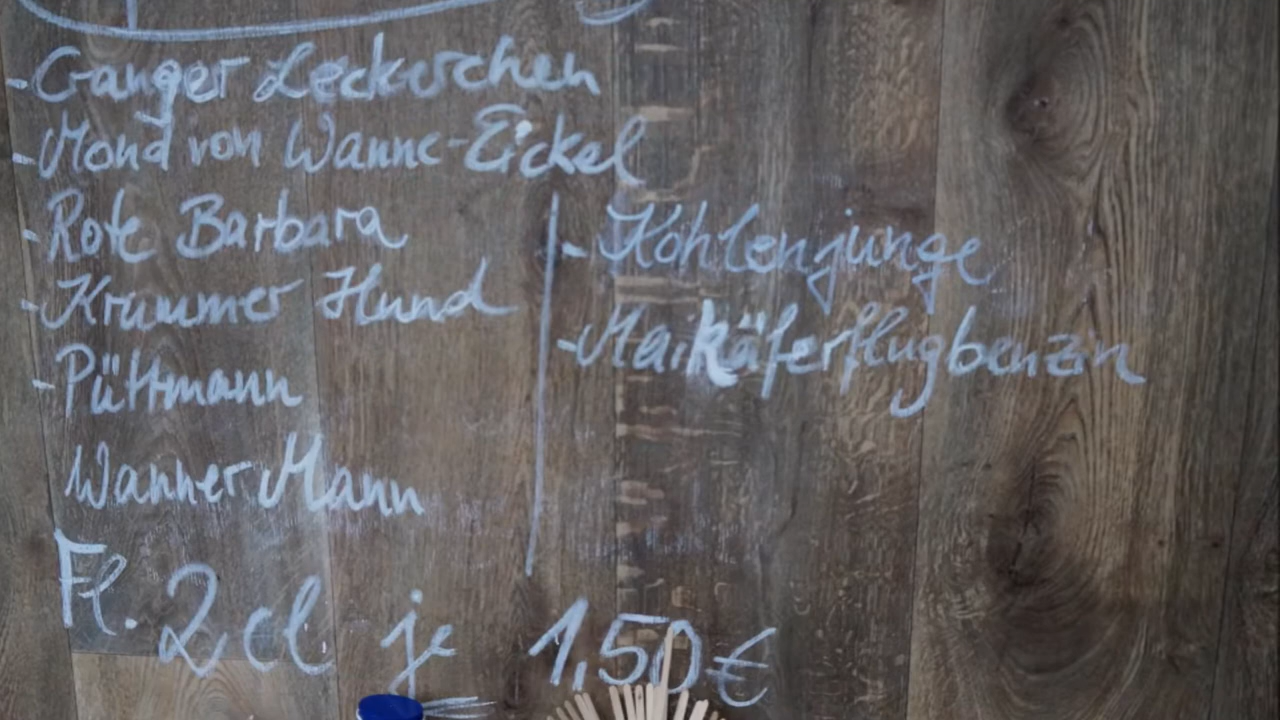 - Ganger Leckerchen
- Mond von Wanne-Eickel
- Rote Barbara
- Krummer Hund
- Püttmann
Wanner Mann
- Kohlenjunge
- Maikäferflugbenzin
Fl. 2cl je 1,50€